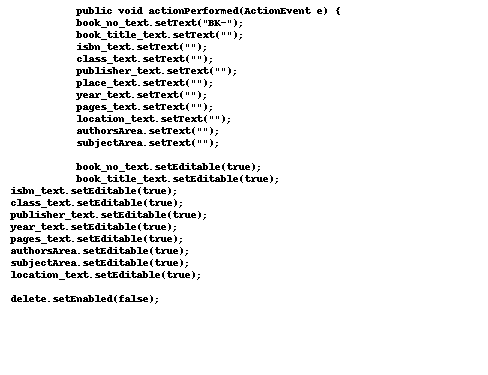 public void actionPerformed(ActionEvent e) {
book_no_text.setText("BK-");
book_title_text.setText("");
isbn_text.setText("");
class_text.setText("");
publisher_text.setText("");
place_text.setText("");
year_text.setText("");
pages_text.setText("");
location_text.setText("");
authorsArea.setText("");
subjectArea.setText("");

book_no_text.setEditable(true);
book_title_text.setEditable(true);
isbn_text.setEditable(true);
class_text.setEditable(true);
publisher_text.setEditable(true);
year_text.setEditable(true);
pages_text.setEditable(true);
authorsArea.setEditable(true);
subjectArea.setEditable(true);
location_text.setEditable(true);

delete.setEnabled(false);